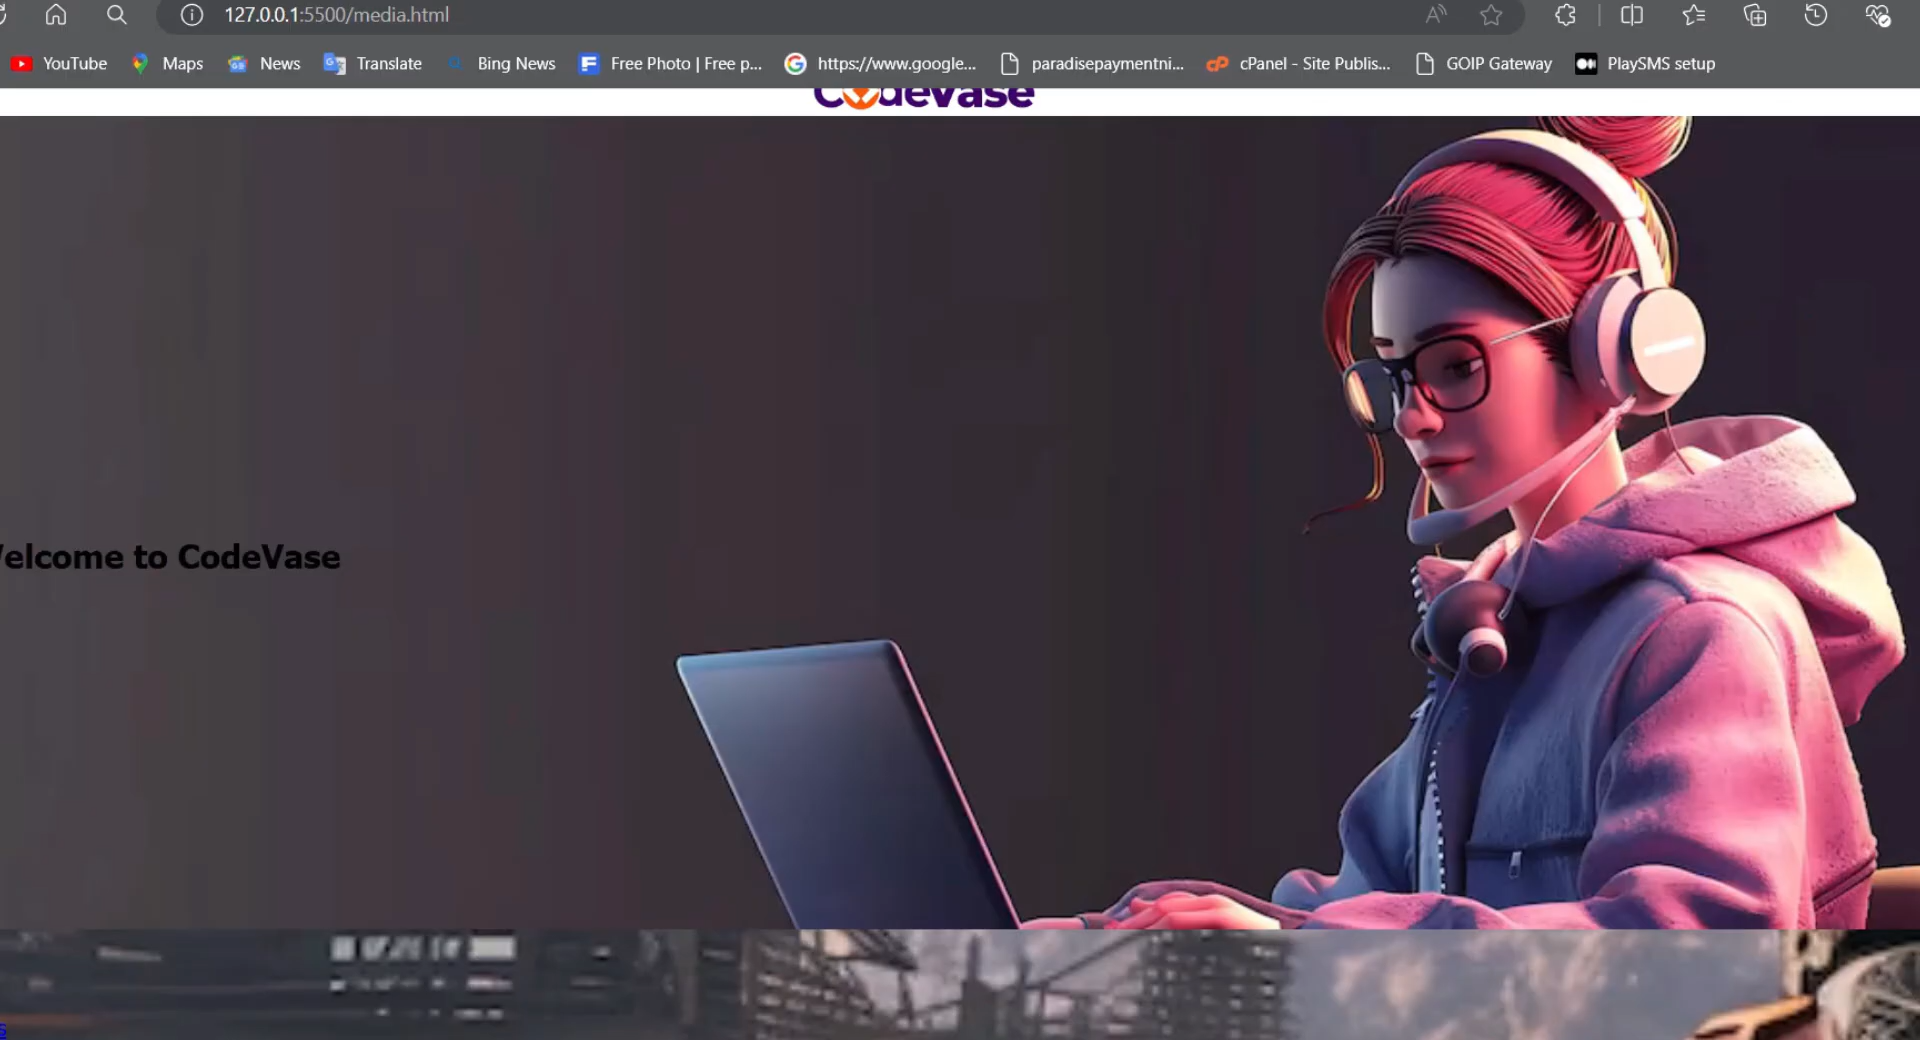 127.0.0.1:5500/media.html
YouTube Maps News Translate Bing News Free Photo | Free p... https://www.google... paradisepaymentni... cPanel - Site Publis... GOIP Gateway PlaySMS setup
CodeVase
elcome to CodeVase
s